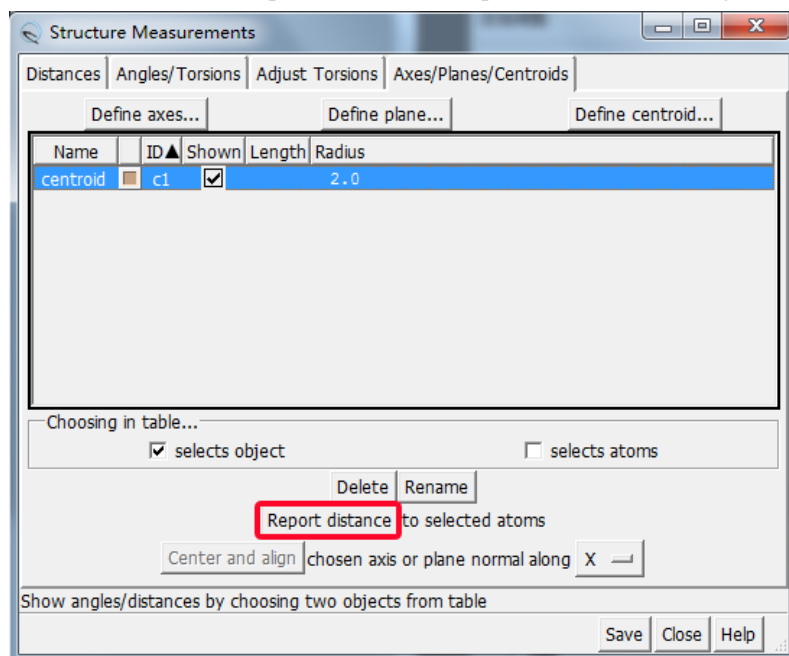 Structure Measurements
Distances Angles/Torsions Adjust Torsions Axes/Planes/Centroids
Define axes... Define plane... Define centroid...
Name ID▲ Shown Length Radius
centroid c1 2.0
Choosing in table...
selects object selects atoms
Delete Rename
Report distance to selected atoms
Center and align chosen axis or plane normal along X
Show angles/distances by choosing two objects from table
Save Close Help